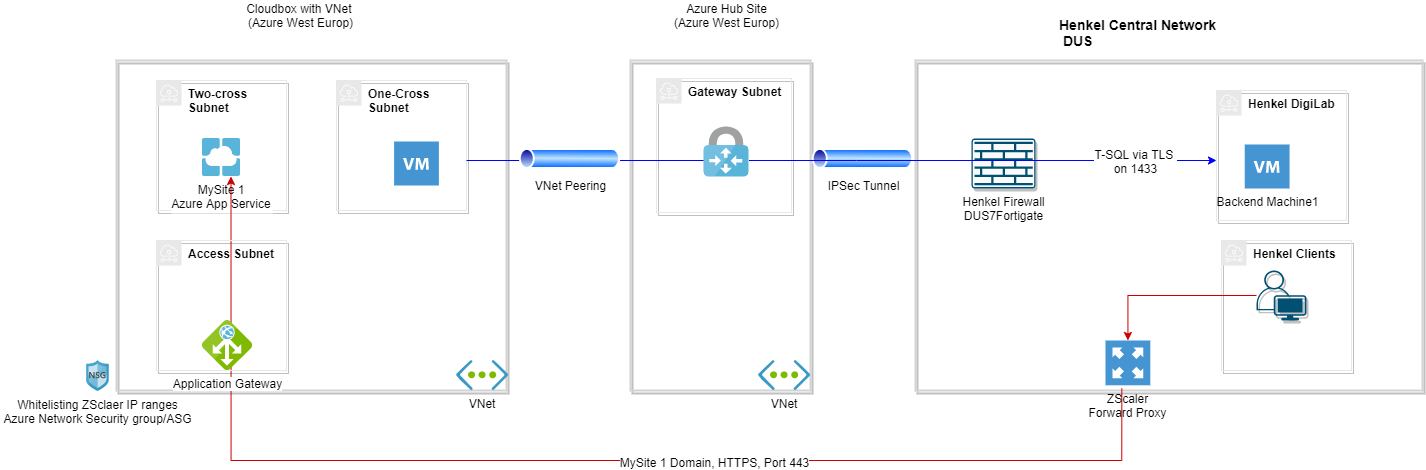 Cloudbox with VNet
(Azure West Europ)
Azure Hub Site
(Azure West Europ)
Henkel Central Network
DUS
Two-cross
Subnet
MySite 1
Azure App Service
One-Cross
Subnet
VM
Access Subnet
Application Gateway
NSG
Whitelisting ZSclaer IP ranges
Azure Network Security group/ASG
VNet
VNet Peering
Gateway Subnet
VNet
IPSec Tunnel
Henkel Firewall
DUS7Fortigate
T-SQL via TLS
on 1433
Henkel DigiLab
VM
Backend Machine1
Henkel Clients
ZScaler
Forward Proxy
MySite 1 Domain, HTTPS, Port 443